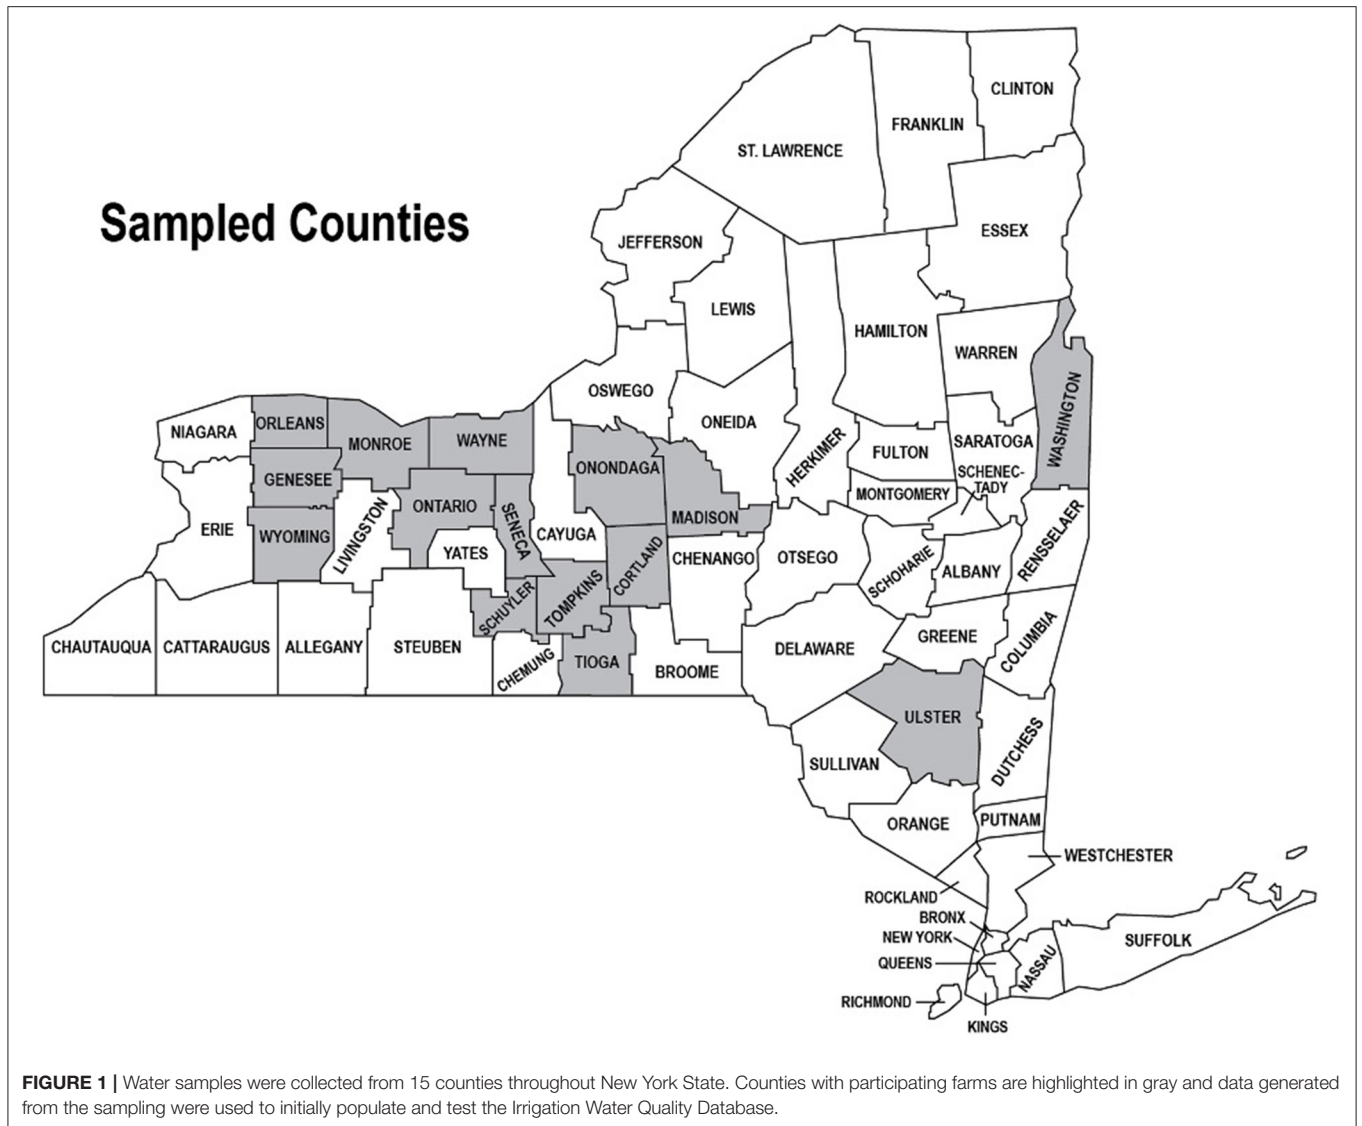 CLINTON
FRANKLIN
ST. LAWRENCE
Sampled Counties
ESSEX
JEFFERSON
LEWIS
HAMILTON
WARREN
OSWEGO
WASHINGTON
ONEIDA
ORLEANS
NIAGARA
MONROE
WAYNE
HERKIMER
FULTON
SARATOGA
ONONDAGA
GENESEE
SCHENEC-
TADY
MONTGOMERY
ONTARIO
MADISON
SENECA
ERIE
WYOMING
LIVINGSTON
CAYUGA
YATES
CORTLAND
CHENANGO
OTSEGO
SCHOHARIE
ALBANY
RENSSELAER
SCHUYLER
TOMPKINS
CHAUTAUQUA
CATTARAUGUS
ALLEGANY
STEUBEN
CHEMUNG
TIOGA
BROOME
DELAWARE
GREENE
COLUMBIA
ULSTER
SULLIVAN
DUTCHESS
ORANGE
PUTNAM
WESTCHESTER
ROCKLAND
BRONX
NEW YORK
QUEENS
NASSAU
SUFFOLK
RICHMOND
KINGS
FIGURE 1 | Water samples were collected from 15 counties throughout New York State. Counties with participating farms are highlighted in gray and data generated
from the sampling were used to initially populate and test the Irrigation Water Quality Database.